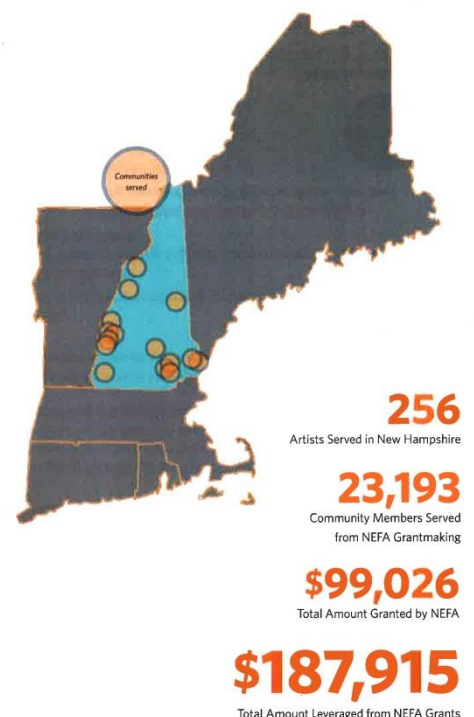 Communities
served
256
Artists Served in New Hampshire
23,193
Community Members Served
from NEFA Grantmaking
$99,026
Total Amount Granted by NEFA
$187,915
Total Amount Leveraged from NEFA Grants